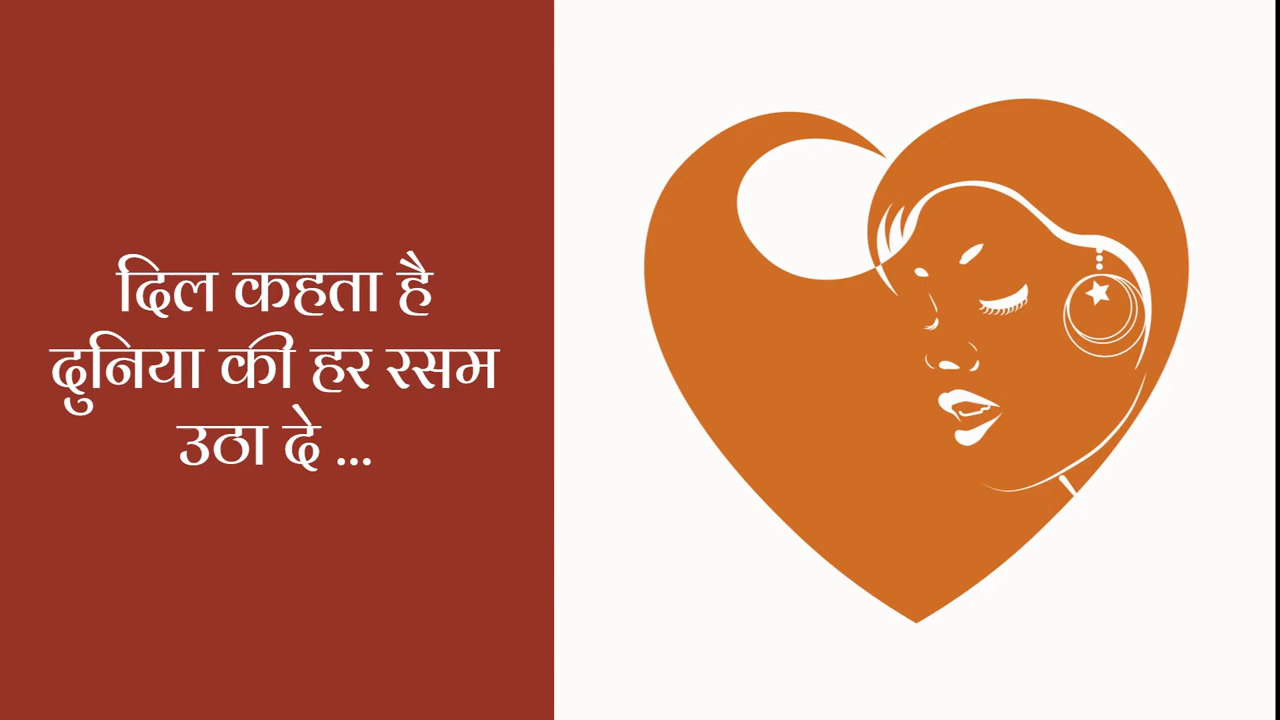 दिल कहता है
दुनिया की हर रसम
उठा दे ...